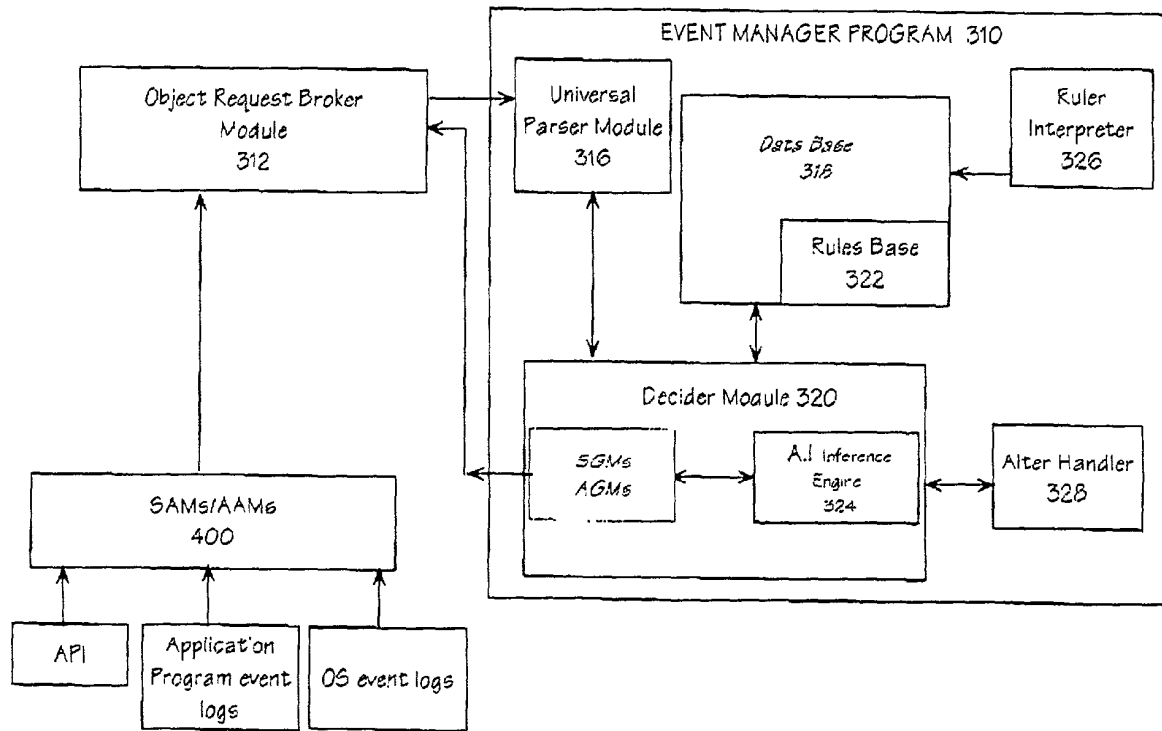 EVENT MANAGER PROGRAM 310
Object Request Broker
Module
312
Universal
Parser Module
316
Dats Base
318
Rules Base
322
Ruler
Interpreter
326
Decider Module 320
SGMs
AGMs
A.I Inference
Engine
324
Alter Handler
328
SAMs/AAMs
400
API
Application
Program event
logs
OS event logs